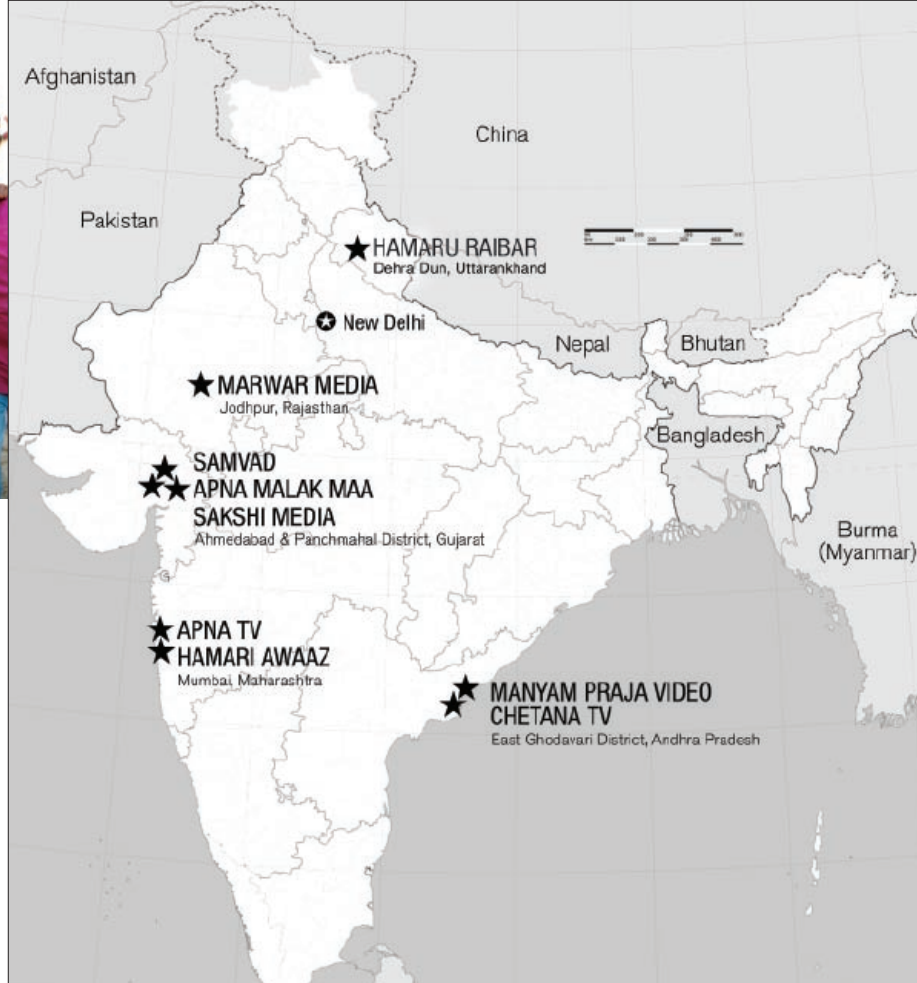 Afghanistan
China
Pakistan
HAMARU RAIBAR
Dehra Dun, Uttarankhand
New Delhi
Nepal
Bhutan
MARWAR MEDIA
Jodhpur, Rajasthan
Bangladesh
SAMVAD
APNA MALAK MAA
SAKSHI MEDIA
Ahmedabad & Panchmahal District, Gujarat
Burma
(Myanmar)
APNA TV
HAMARI AWAAZ
Mumbai, Maharashtra
MANYAM PRAJA VIDEO
CHETANA TV
East Ghodavari District, Andhra Pradesh